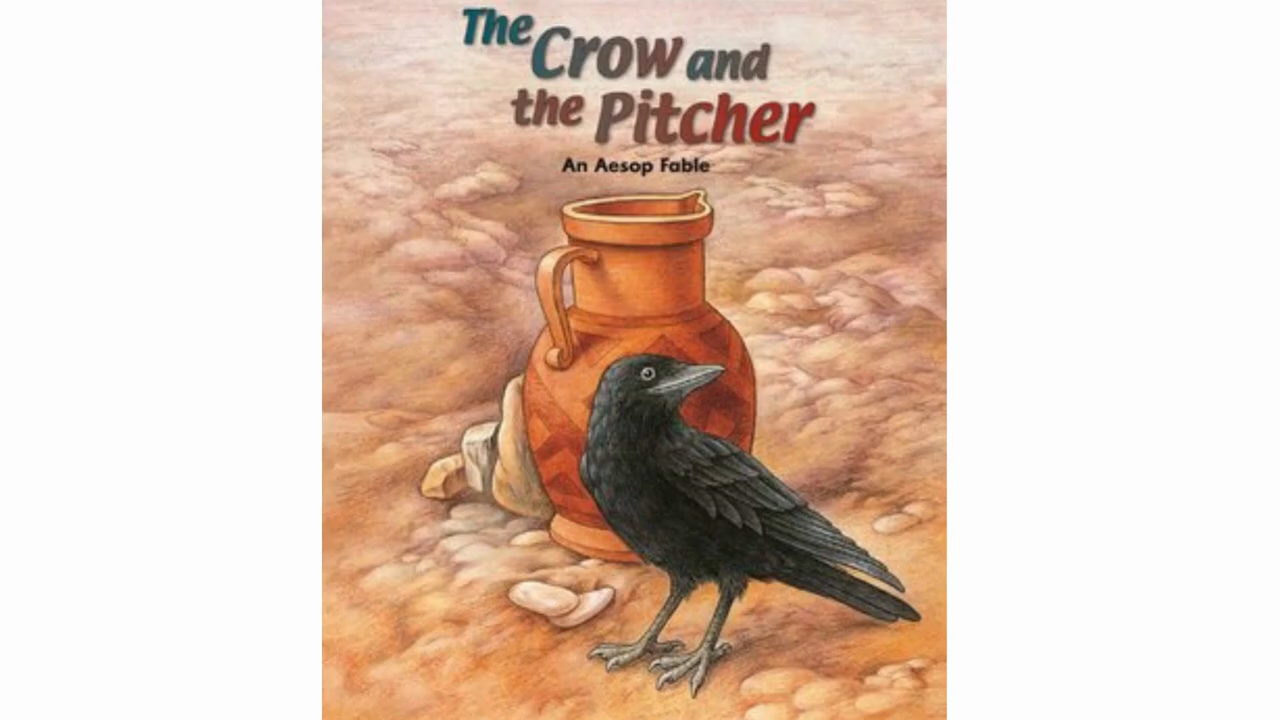 The Crow and
the Pitcher
An Aesop Fable